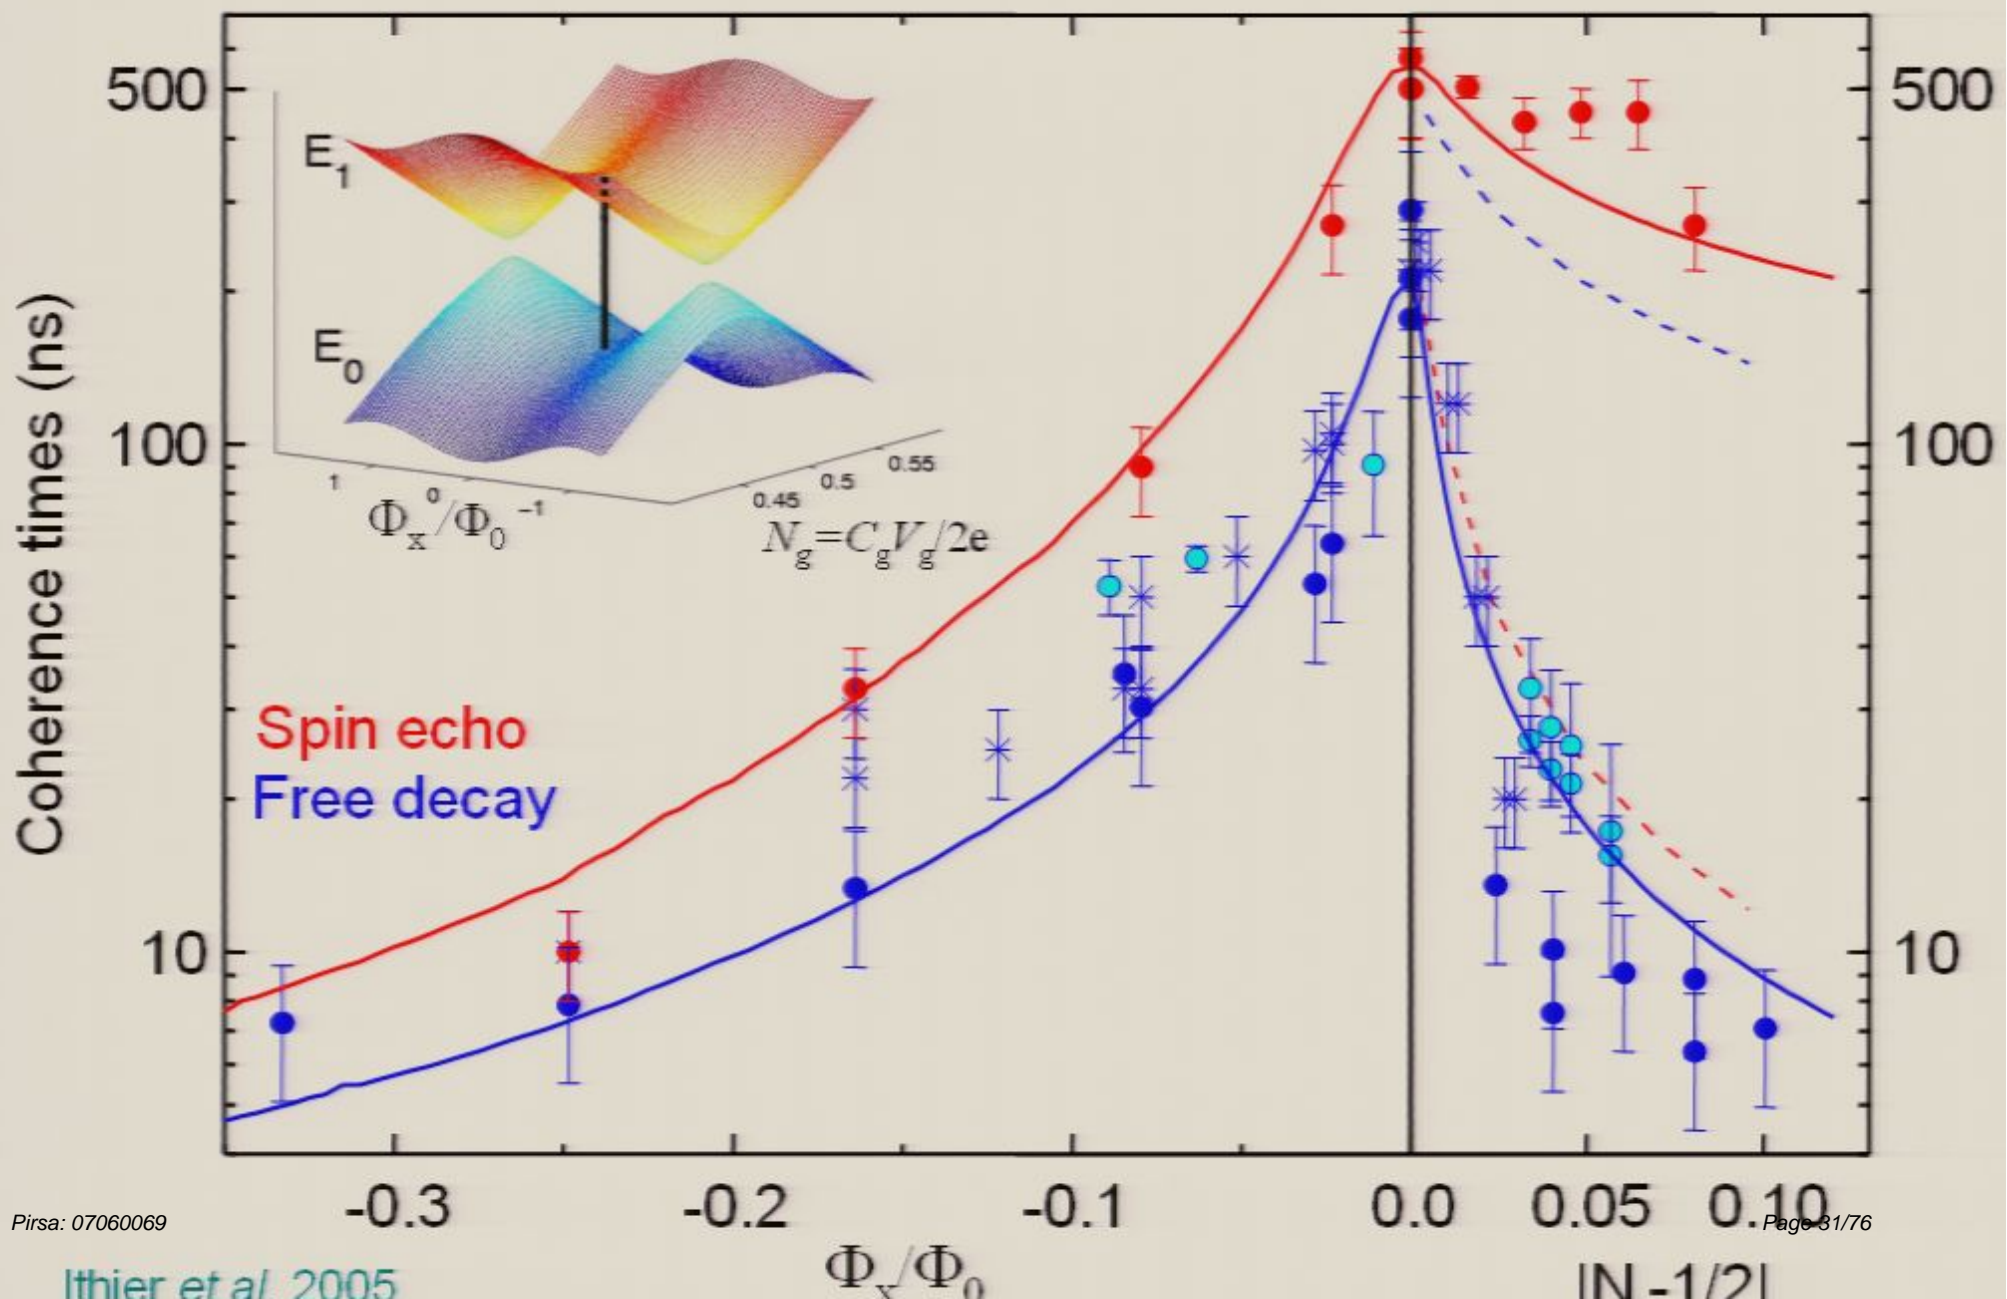 500
100
10
Coherence times (ns)
E1
E0
1
0
-1
Φx/Φ0
0.45
0.5
0.55
Ng=CgVg/2e
Spin echo
Free decay
500
100
10
-0.3
-0.2
-0.1
0.0
0.05
0.10
Φx/Φ0
|N -1/2|
Pirsa: 07060069
Page 31/76
Ithier et al. 2005